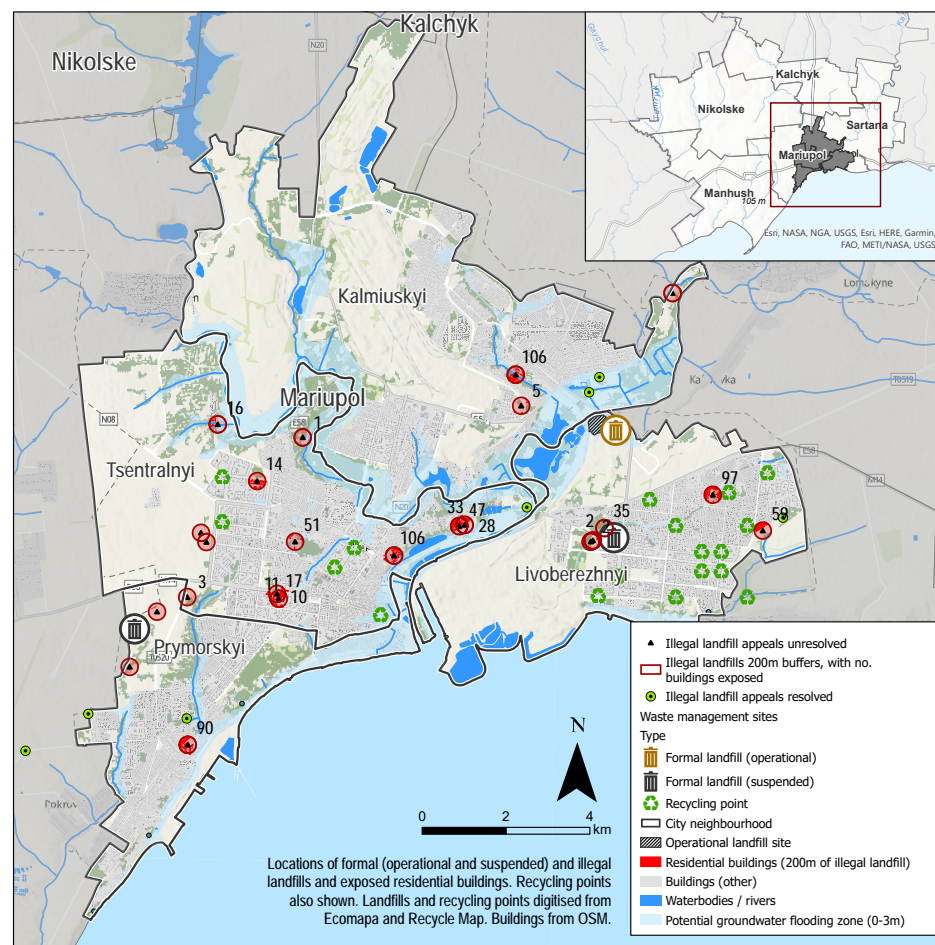 Kalchyk
Nikolske
N20
Kalchyk
Nikolske
Sartana
Mariupol
Manhush
105 m
Esri, NASA, NGA, USGS, Esri, HERE, Garmin,
FAO, METI/NASA, USGS
Kalmiuskyi
106
5
T0519
Mariupol
N08
16
E58
1
E58
M14
Tsentralnyi
14
97
N20
33
47
28
35
2
2
59
51
106
Livoberezhnyi
3
11
17
10
Prymorskyi
90
N
0 2 4
km
Locations of formal (operational and suspended) and illegal
landfills and exposed residential buildings. Recycling points
also shown. Landfills and recycling points digitised from
Ecomapa and Recycle Map. Buildings from OSM.
Illegal landfill appeals unresolved
Illegal landfills 200m buffers, with no.
buildings exposed
Illegal landfill appeals resolved
Waste management sites
Type
Formal landfill (operational)
Formal landfill (suspended)
Recycling point
City neighbourhood
Operational landfill site
Residential buildings (200m of illegal landfill)
Buildings (other)
Waterbodies / rivers
Potential groundwater flooding zone (0-3m)